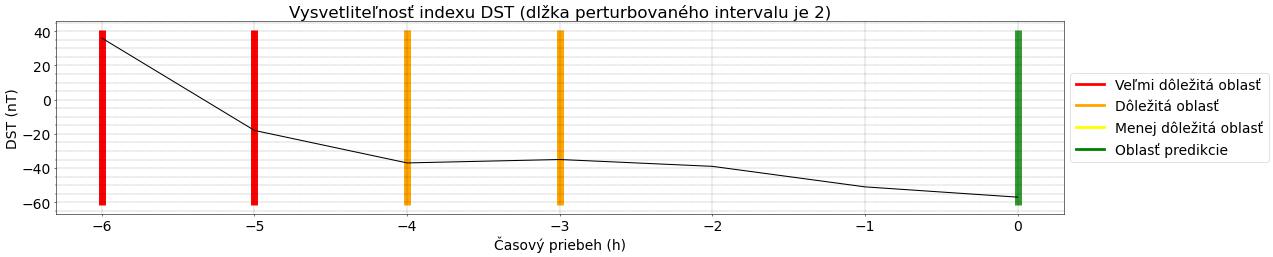 Vysvetliteľnosť indexu DST (dĺžka perturbovaného intervalu je 2)
DST (nT)
40
20
0
−20
−40
−60
−6 −5 −4 −3 −2 −1 0
Časový priebeh (h)
Veľmi dôležitá oblasť
Dôležitá oblasť
Menej dôležitá oblasť
Oblasť predikcie